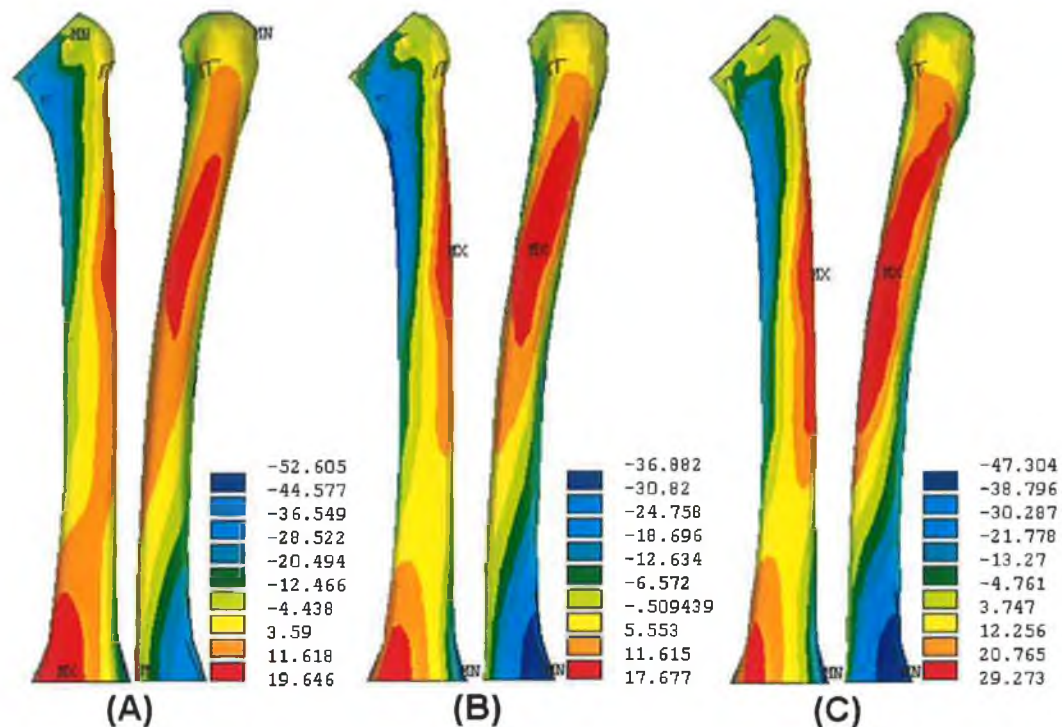 MN
MN
-52.605
-44.577
-36.549
-28.522
-20.494
-12.466
-4.438
3.59
11.618
19.646
MX
(A)
MX
MX
-36.882
-30.82
-24.758
-18.696
-12.634
-6.572
-.509439
5.553
11.615
17.677
MN
MN
(B)
MX
MX
-47.304
-38.796
-30.287
-21.778
-13.27
-4.761
3.747
12.256
20.765
29.273
MN
MN
(C)